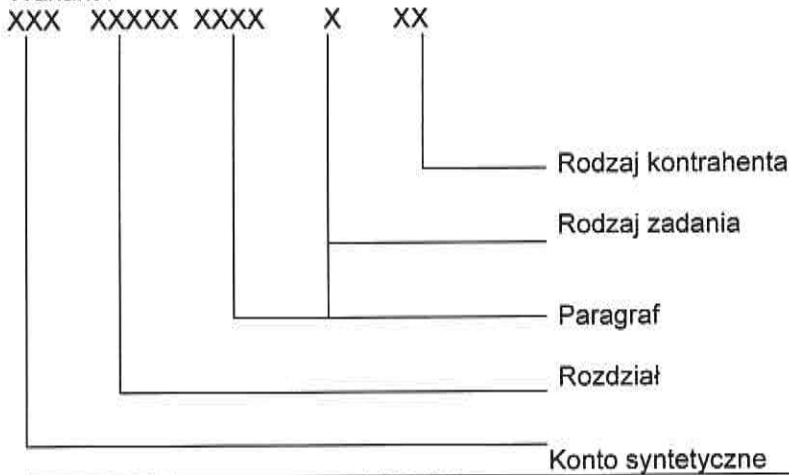 XXX XXXXX XXXX X XX
Rodzaj kontrahenta
Rodzaj zadania
Paragraf
Rozdział
Konto syntetyczne